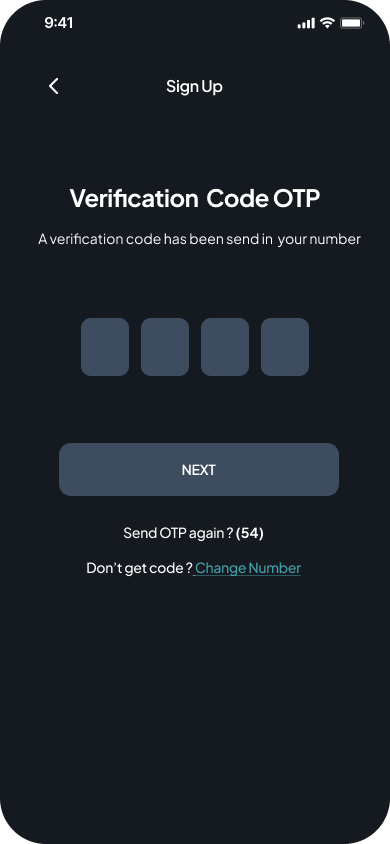 9:41
Sign Up
Verification Code OTP
A verification code has been send in your number
NEXT
Send OTP again ? (54)
Don't get code ? Change Number